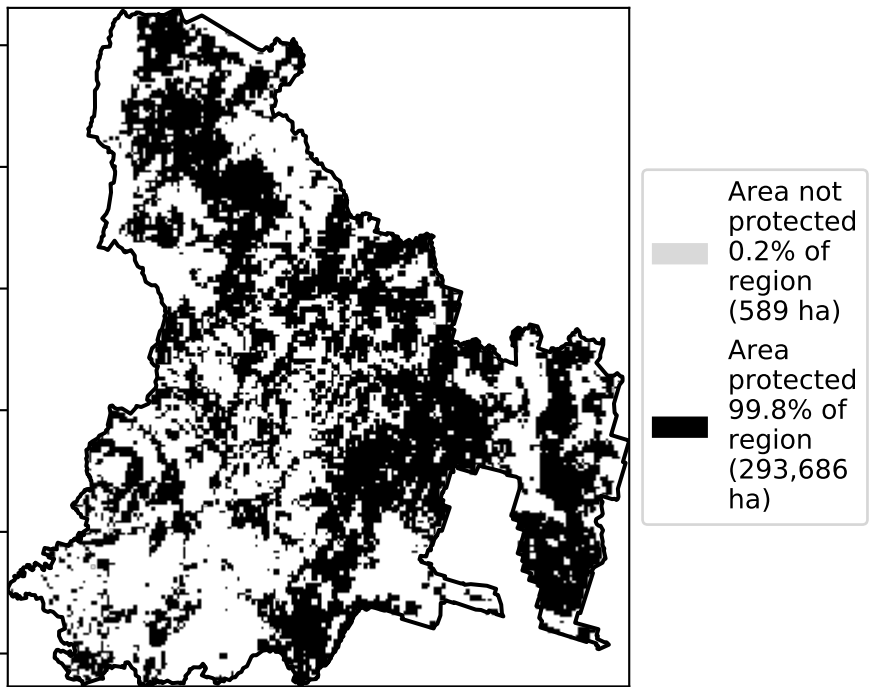 Area not
protected
0.2% of
region
(589 ha)
Area
protected
99.8% of
region
(293,686
ha)